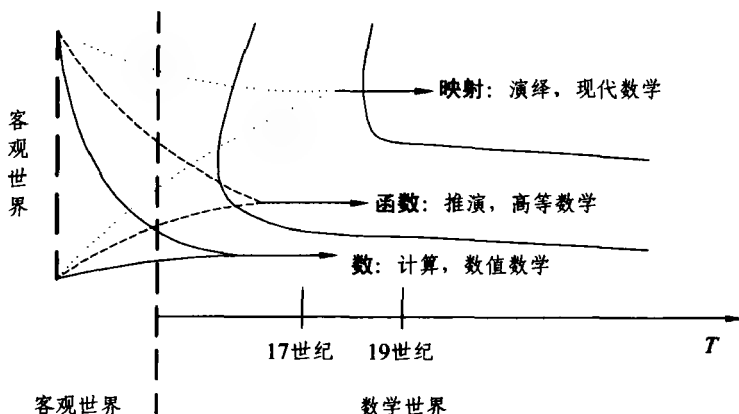 客观世界
映射：演绎，现代数学
函数：推演，高等数学
数：计算，数值数学
17世纪
19世纪
T
客观世界
数学世界